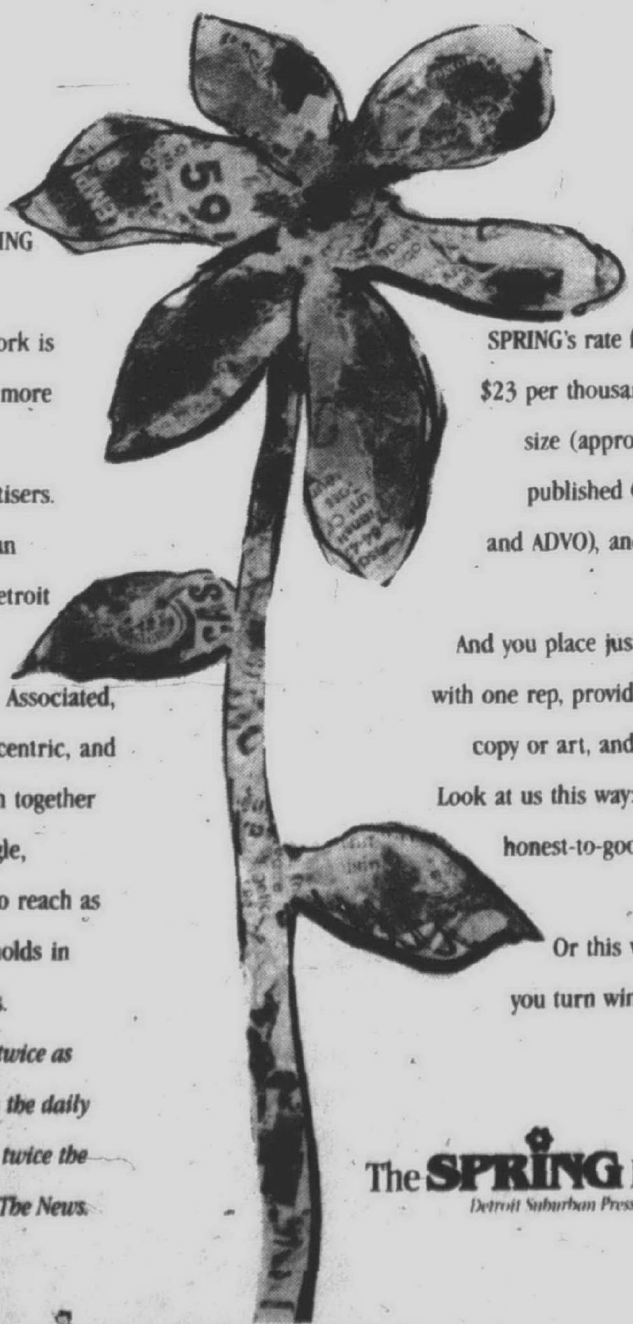 ING
ork is
more
tisers.
an
etroit
Associated,
centric, and
n together
gle,
o reach as
olds in
s.
twice as
the daily
twice the
The News.
59
SPRING's rate f
$23 per thousan
size (appro
published
and ADVO), and
And you place jus
with one rep, provid
copy or art, and
Look at us this way:
honest-to-goo
Or this w
you turn win
The SPRING
Detroit Suburban Press